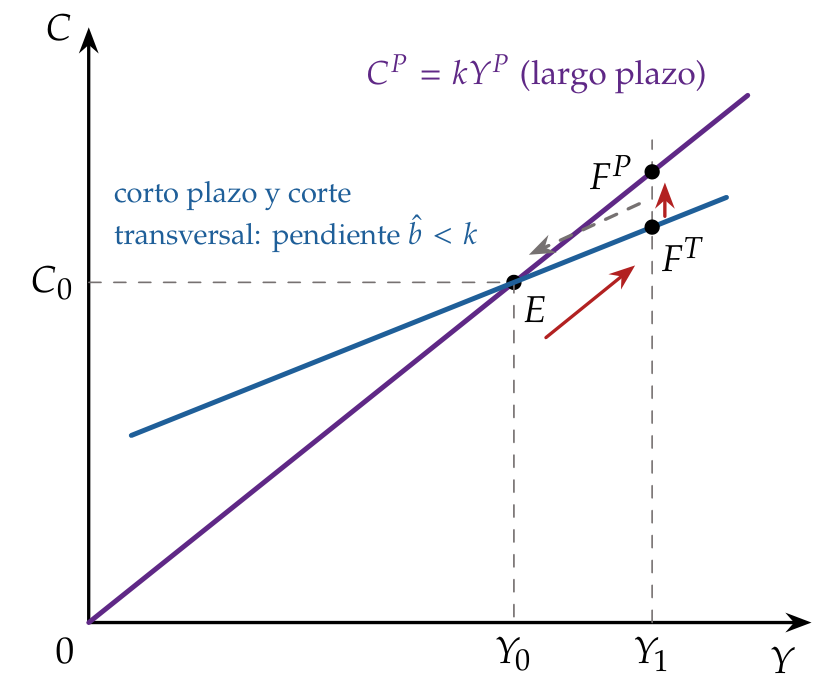 C
C^P = kY^P (largo plazo)
F^P
corto plazo y corte
transversal: pendiente b̂ < k
F^T
C_0
E
0
Y_0
Y_1
Y